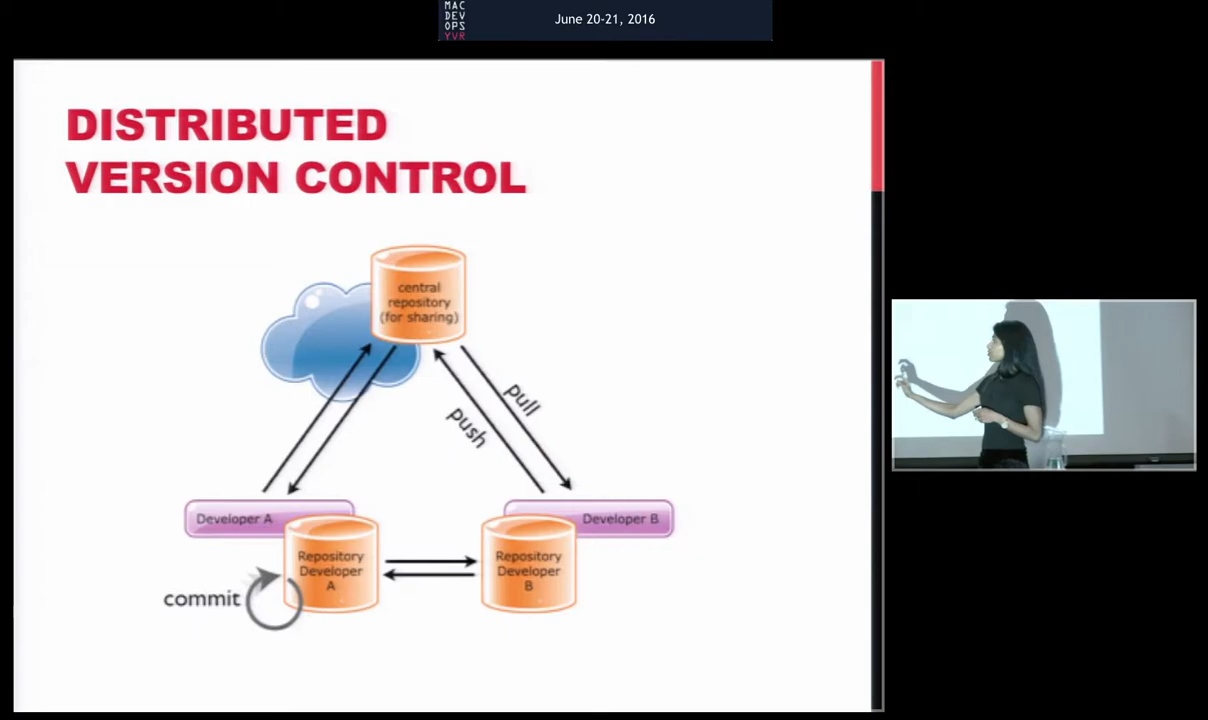 MAC
DEV
OPS
YVR
June 20-21, 2016
DISTRIBUTED
VERSION CONTROL
central
repository
(for sharing)
pull
push
Developer A
Developer B
Repository
Developer
A
Repository
Developer
B
commit